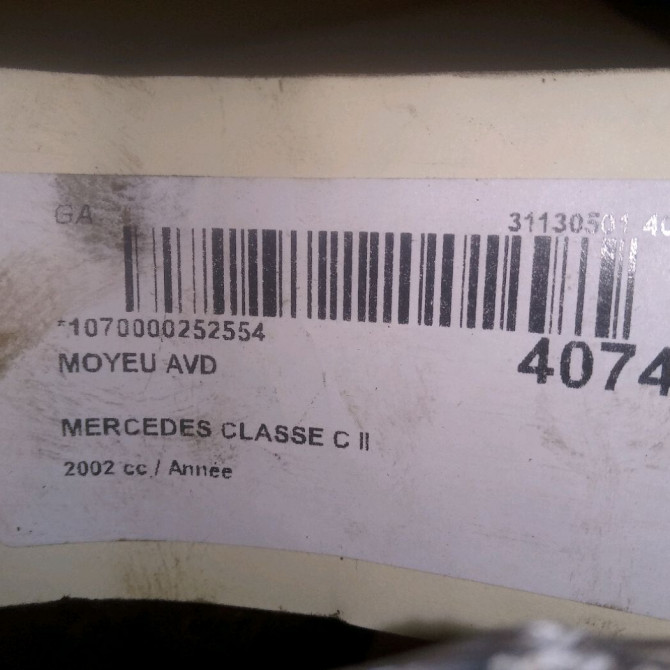 GA 31130501 40
*1070000252554
4074
MOYEU AVD
MERCEDES CLASSE C II
2002 cc / Année